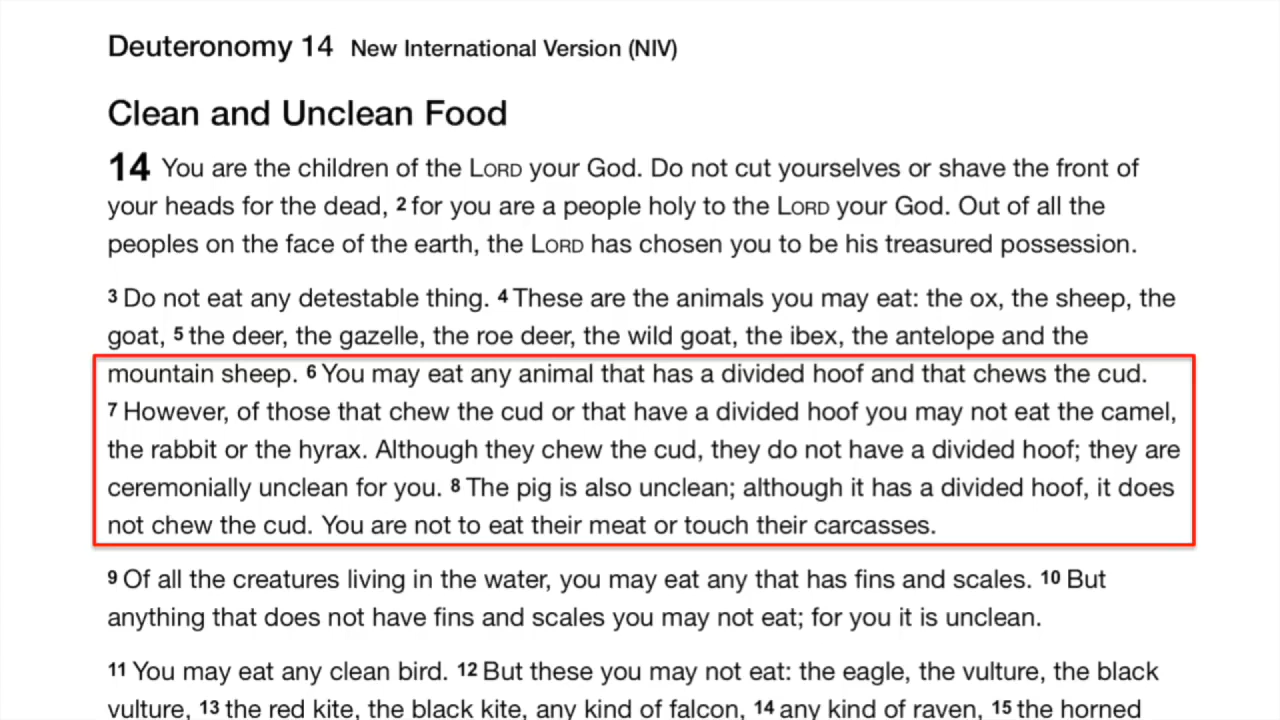 Deuteronomy 14 New International Version (NIV)
Clean and Unclean Food
14 You are the children of the LORD your God. Do not cut yourselves or shave the front of
your heads for the dead, 2 for you are a people holy to the LORD your God. Out of all the
peoples on the face of the earth, the LORD has chosen you to be his treasured possession.
3 Do not eat any detestable thing. 4 These are the animals you may eat: the ox, the sheep, the
goat, 5 the deer, the gazelle, the roe deer, the wild goat, the ibex, the antelope and the
mountain sheep. 6 You may eat any animal that has a divided hoof and that chews the cud.
7 However, of those that chew the cud or that have a divided hoof you may not eat the camel,
the rabbit or the hyrax. Although they chew the cud, they do not have a divided hoof; they are
ceremonially unclean for you. 8 The pig is also unclean; although it has a divided hoof, it does
not chew the cud. You are not to eat their meat or touch their carcasses.
9 Of all the creatures living in the water, you may eat any that has fins and scales. 10 But
anything that does not have fins and scales you may not eat; for you it is unclean.
11 You may eat any clean bird. 12 But these you may not eat: the eagle, the vulture, the black
vulture, 13 the red kite, the black kite, any kind of falcon, 14 any kind of raven, 15 the horned